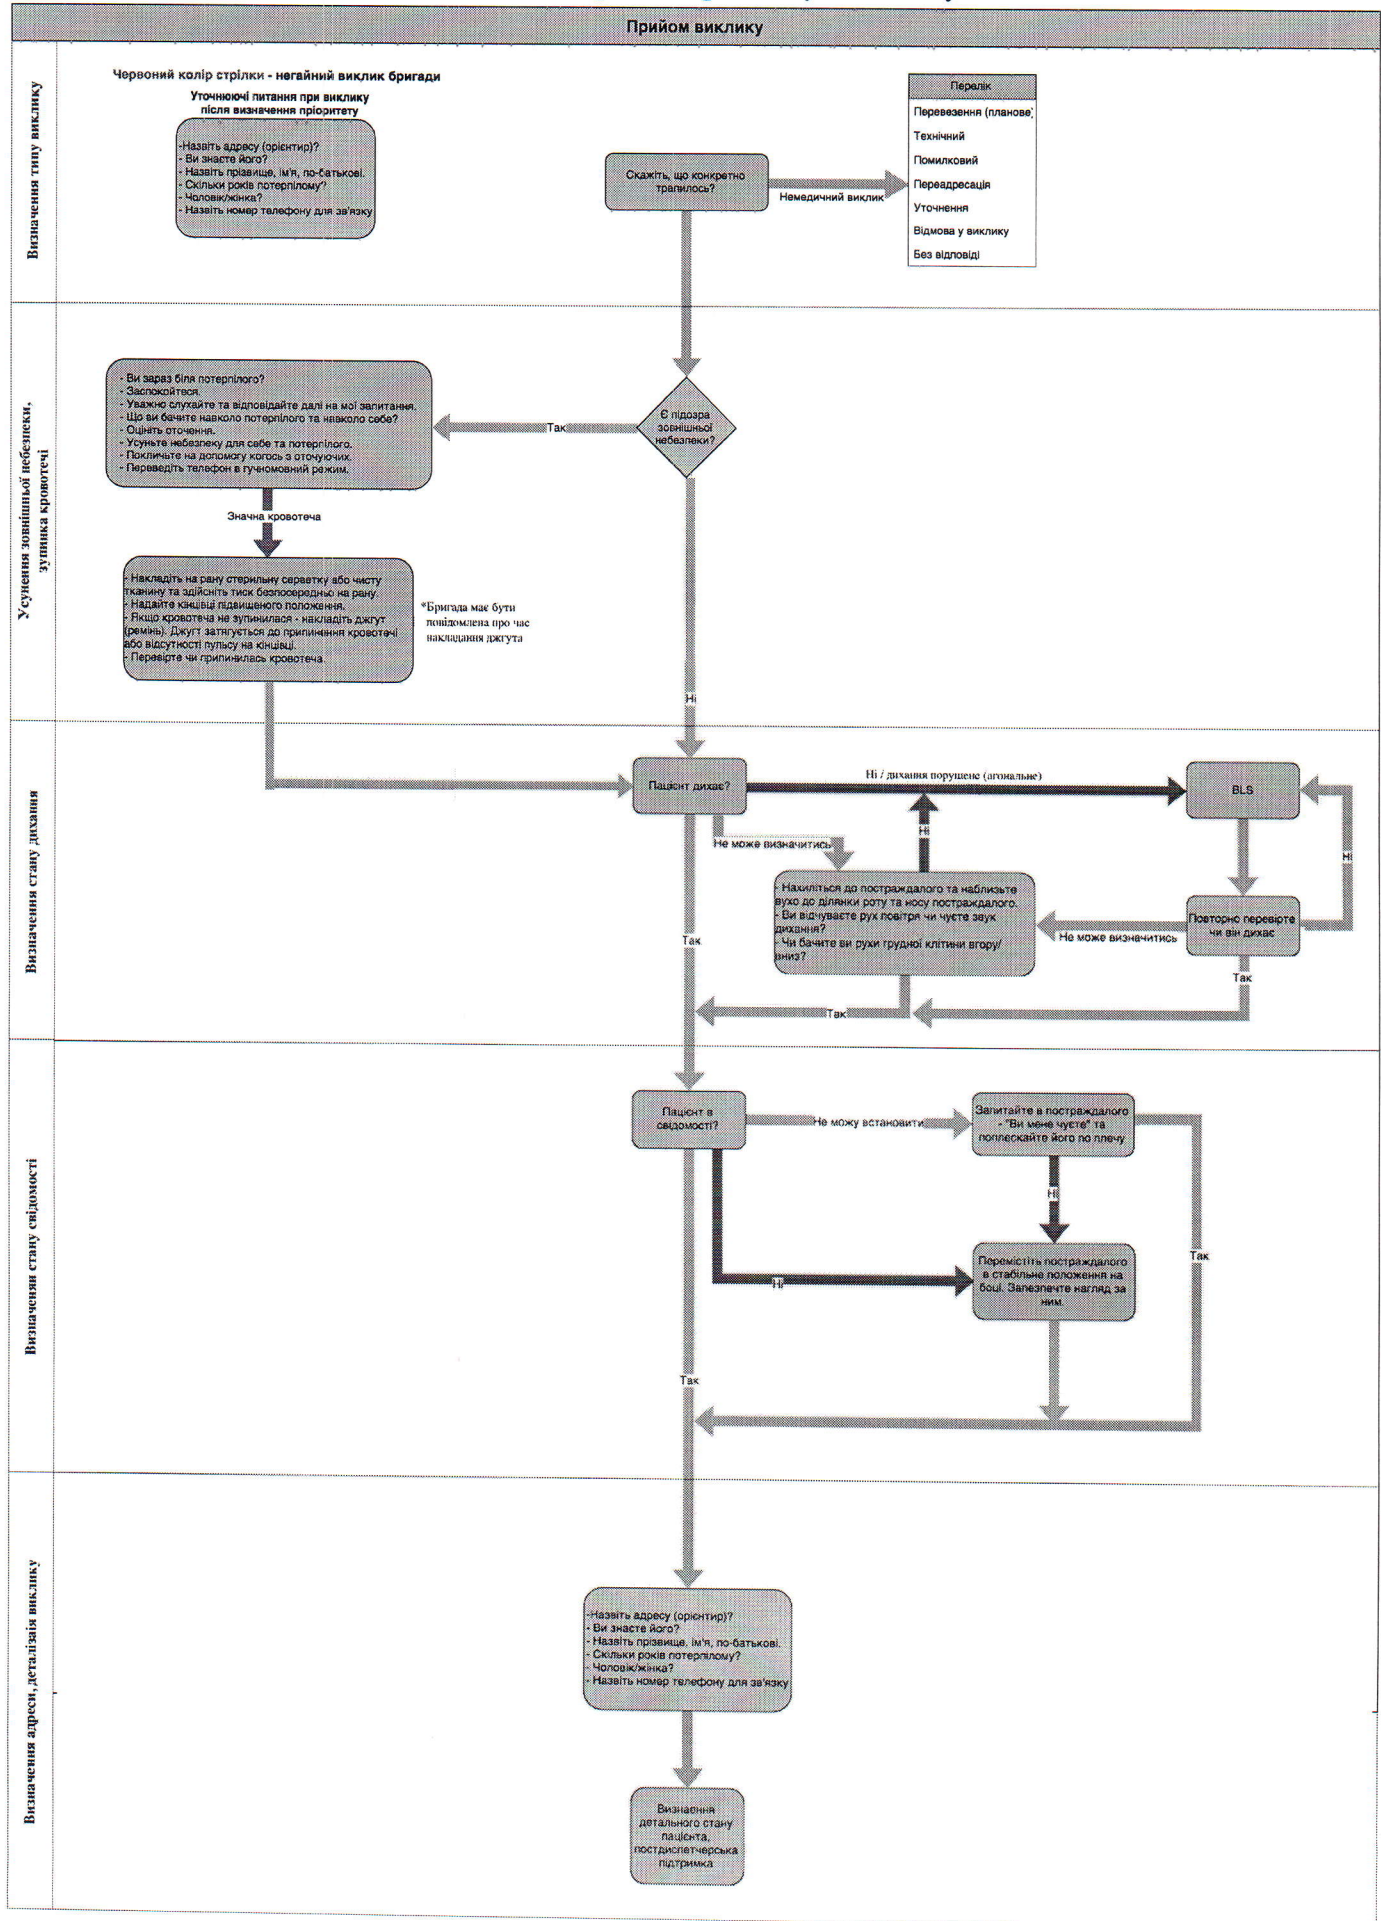 Прийом виклику
Визначення типу виклику
Червоний колір стрілки - негайний виклик бригади
Уточнюючі питання при виклику
після визначення пріоритету
-Назвіть адресу (орієнтир)?
- Ви знаєте його?
- Назвіть прізвище, ім'я, по-батькові.
- Скільки років потерпілому?
- Чоловік/жінка?
- Назвіть номер телефону для зв'язку
Скажіть, що конкретно
трапилось?
Немедичний виклик
Перелік
Перевезення (планове)
Технічний
Помилковий
Переадресація
Уточнення
Відмова у виклику
Без відповіді
Усунення зовнішньої небезпеки,
зупинка кровотечі
- Ви зараз біля потерпілого?
- Заспокойтеся.
- Уважно слухайте та відповідайте далі на мої запитання.
- Що ви бачите навколо потерпілого та навколо себе?
- Оцініть оточення.
- Усуньте небезпеку для себе та потерпілого.
- Покличьте на допомогу когось з оточуючих.
- Переведіть телефон в гучномовний режим.
Так
Є підозра
зовнішньої
небезпеки?
Значна кровотеча
- Накладіть на рану стерильну серветку або чисту
тканину та здійсніть тиск безпосередньо на рану.
- Надайте кінцівці підвищеного положення.
- Якщо кровотеча не зупинилася - накладіть джгут
(ремінь). Джугт затягується до припинення кровотечі
або відсутності пульсу на кінцівці.
- Перевірте чи припинилась кровотеча.
*Бригада має бути
повідомлена про час
накладання джгута
Ні
Визначення стану дихання
Пацієнт дихає?
Ні / дихання порушене (агональне)
BLS
Не може визначитись
Ні
Ні
- Нахиліться до постраждалого та наблизьте
вухо до ділянки роту та носу постраждалого.
- Ви відчуваєте рух повітря чи чуєте звук
дихання?
- Чи бачите ви рухи грудної клітини вгору/
вниз?
Не може визначитись
Повторно перевірте
чи він дихає
Так
Так
Так
Визначенян стану свідомості
Пацієнт в
свідомості?
Не можу встановити
Запитайте в постраждалого
- "Ви мене чуєте" та
поплескайте його по плечу
Ні
Так
Ні
Перемістіть постраждалого
в стабільне положення на
боці. Запезпечте нагляд за
ним.
Так
Визначення адреси, деталізаія виклику
-Назвіть адресу (орієнтир)?
- Ви знаєте його?
- Назвіть прізвище, ім'я, по-батькові.
- Скільки років потерпілому?
- Чоловік/жінка?
- Назвіть номер телефону для зв'язку
Визнаення
детального стану
пацієнта,
постдиспетчерська
підтримка